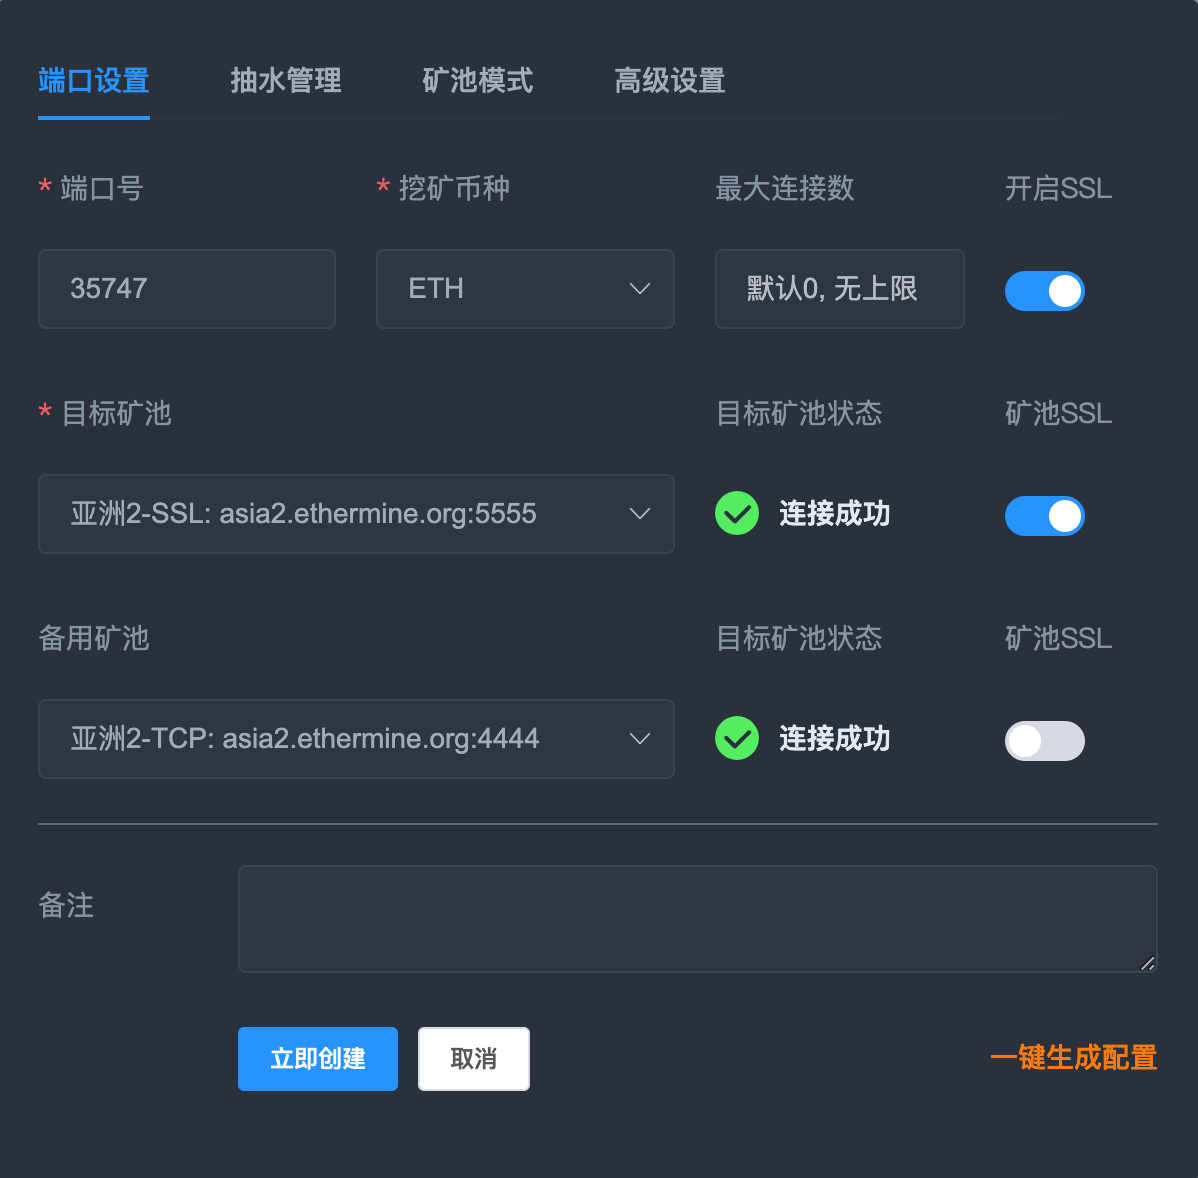 端口设置 抽水管理 矿池模式 高级设置
* 端口号 * 挖矿币种 最大连接数 开启SSL
35747 ETH 默认0, 无上限
* 目标矿池 目标矿池状态 矿池SSL
亚洲2-SSL: asia2.ethermine.org:5555 连接成功
备用矿池 目标矿池状态 矿池SSL
亚洲2-TCP: asia2.ethermine.org:4444 连接成功
备注
立即创建 取消 一键生成配置